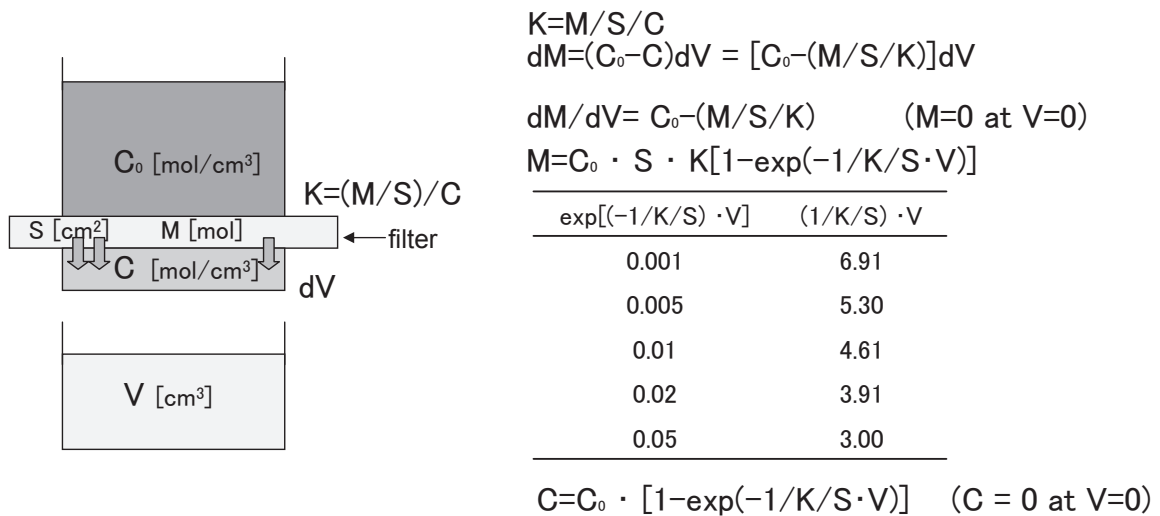 K=M/S/C
dM=(C₀-C)dV = [C₀-(M/S/K)]dV
dM/dV= C₀-(M/S/K) (M=0 at V=0)
M=C₀・S・K[1-exp(-1/K/S・V)]
C₀ [mol/cm³]
K=(M/S)/C
S [cm²] M [mol]
filter
C [mol/cm³]
dV
V [cm³]
exp[(-1/K/S)・V] (1/K/S)・V
0.001 6.91
0.005 5.30
0.01 4.61
0.02 3.91
0.05 3.00
C=C₀・[1-exp(-1/K/S・V)] (C = 0 at V=0)